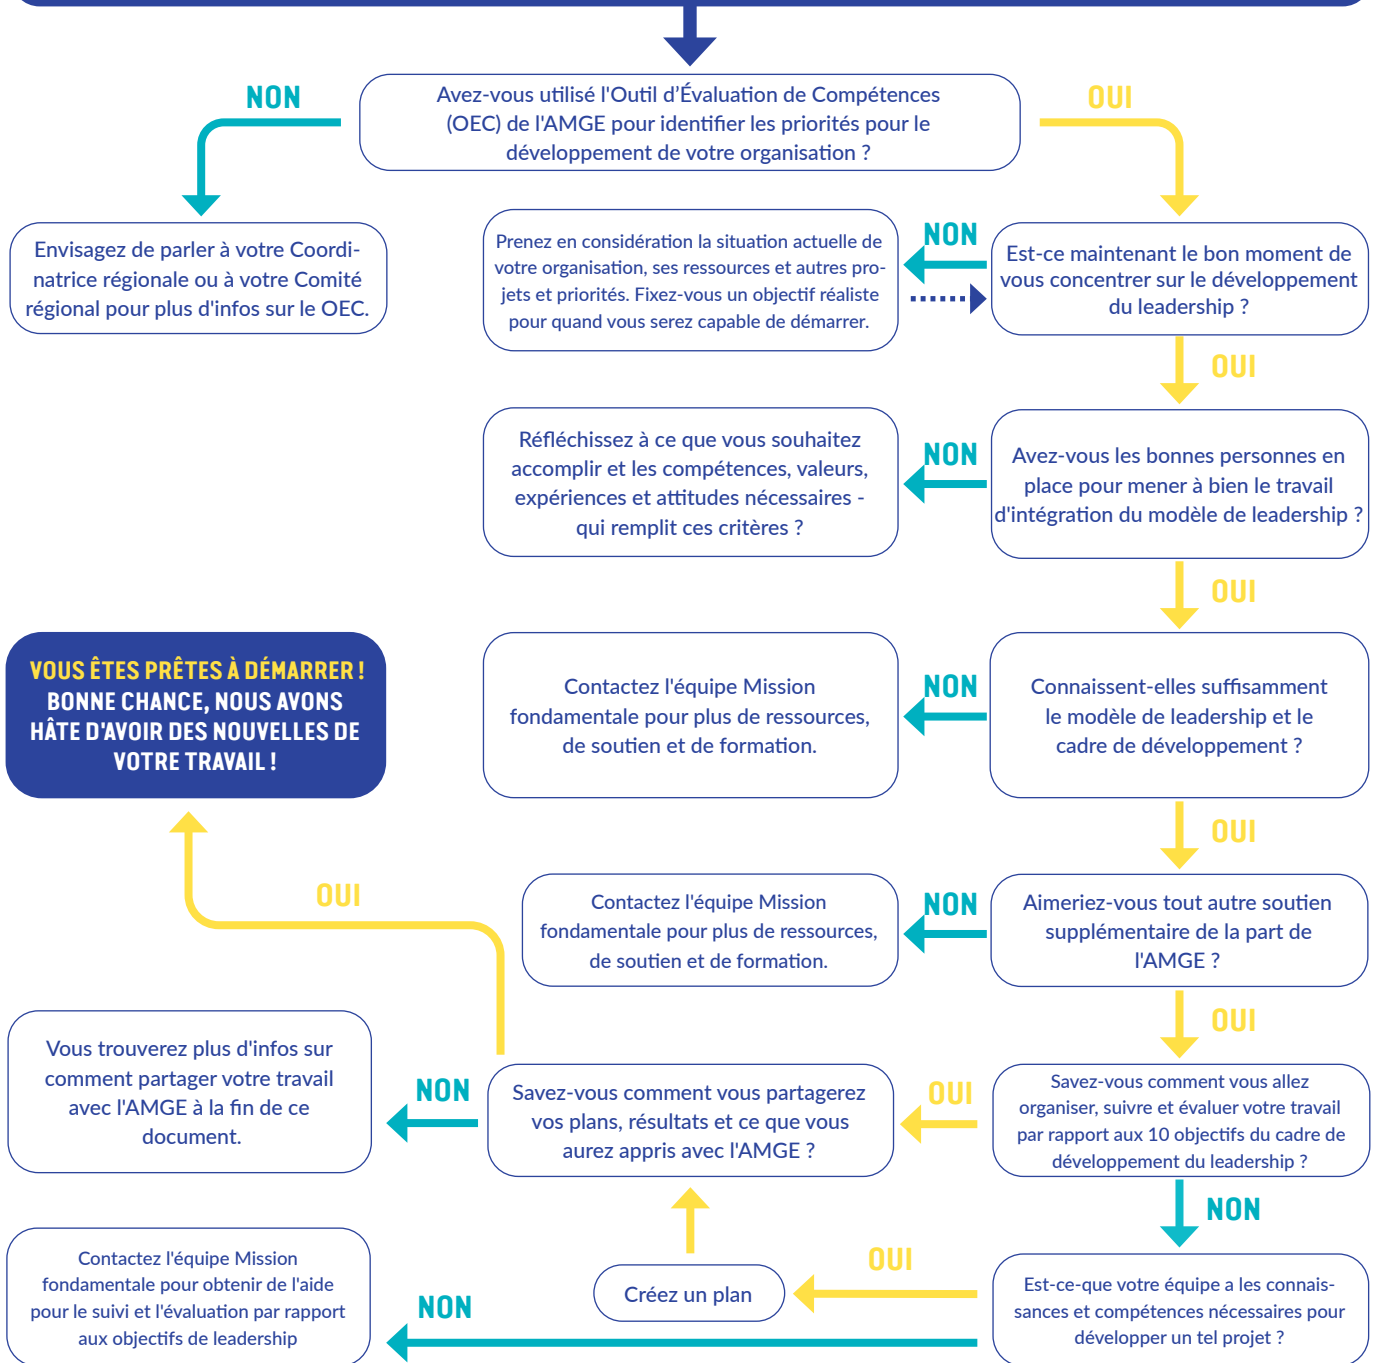 NON
Avez-vous utilisé l'Outil d'Évaluation de Compétences
(OEC) de l'AMGE pour identifier les priorités pour le
développement de votre organisation ?
OUI
Envisagez de parler à votre Coordi-
natrice régionale ou à votre Comité
régional pour plus d'infos sur le OEC.
Prenez en considération la situation actuelle de
votre organisation, ses ressources et autres pro-
jets et priorités. Fixez-vous un objectif réaliste
pour quand vous serez capable de démarrer.
NON
Est-ce maintenant le bon moment de
vous concentrer sur le développement
du leadership ?
OUI
Réfléchissez à ce que vous souhaitez
accomplir et les compétences, valeurs,
expériences et attitudes nécessaires -
qui remplit ces critères ?
NON
Avez-vous les bonnes personnes en
place pour mener à bien le travail
d'intégration du modèle de leadership ?
OUI
VOUS ÊTES PRÊTES À DÉMARRER !
BONNE CHANCE, NOUS AVONS
HÂTE D'AVOIR DES NOUVELLES DE
VOTRE TRAVAIL !
Contactez l'équipe Mission
fondamentale pour plus de ressources,
de soutien et de formation.
NON
Connaissent-elles suffisamment
le modèle de leadership et le
cadre de développement ?
OUI
OUI
Contactez l'équipe Mission
fondamentale pour plus de ressources,
de soutien et de formation.
NON
Aimeriez-vous tout autre soutien
supplémentaire de la part de
l'AMGE ?
OUI
Vous trouverez plus d'infos sur
comment partager votre travail
avec l'AMGE à la fin de ce
document.
NON
Savez-vous comment vous partagerez
vos plans, résultats et ce que vous
aurez appris avec l'AMGE ?
OUI
Savez-vous comment vous allez
organiser, suivre et évaluer votre travail
par rapport aux 10 objectifs du cadre de
développement du leadership ?
NON
Contactez l'équipe Mission
fondamentale pour obtenir de l'aide
pour le suivi et l'évaluation par rapport
aux objectifs de leadership
NON
Créez un plan
OUI
Est-ce-que votre équipe a les connais-
sances et compétences nécessaires pour
développer un tel projet ?